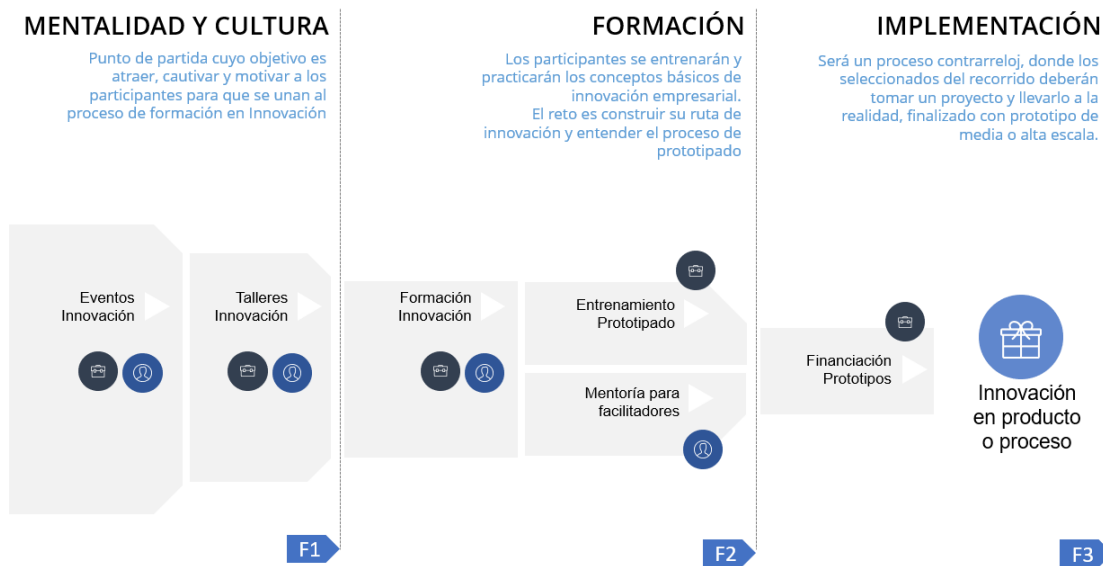 MENTALIDAD Y CULTURA
Punto de partida cuyo objetivo es
atraer, cautivar y motivar a los
participantes para que se unan al
proceso de formación en Innovación
Eventos
Innovación
Talleres
Innovación
F1
FORMACIÓN
Los participantes se entrenarán y
practicarán los conceptos básicos de
innovación empresarial.
El reto es construir su ruta de
innovación y entender el proceso de
prototipado
Formación
Innovación
Entrenamiento
Prototipado
Mentoría para
facilitadores
F2
IMPLEMENTACIÓN
Será un proceso contrarreloj, donde los
seleccionados del recorrido deberán
tomar un proyecto y llevarlo a la
realidad, finalizado con prototipo de
media o alta escala.
Financiación
Prototipos
Innovación
en producto
o proceso
F3